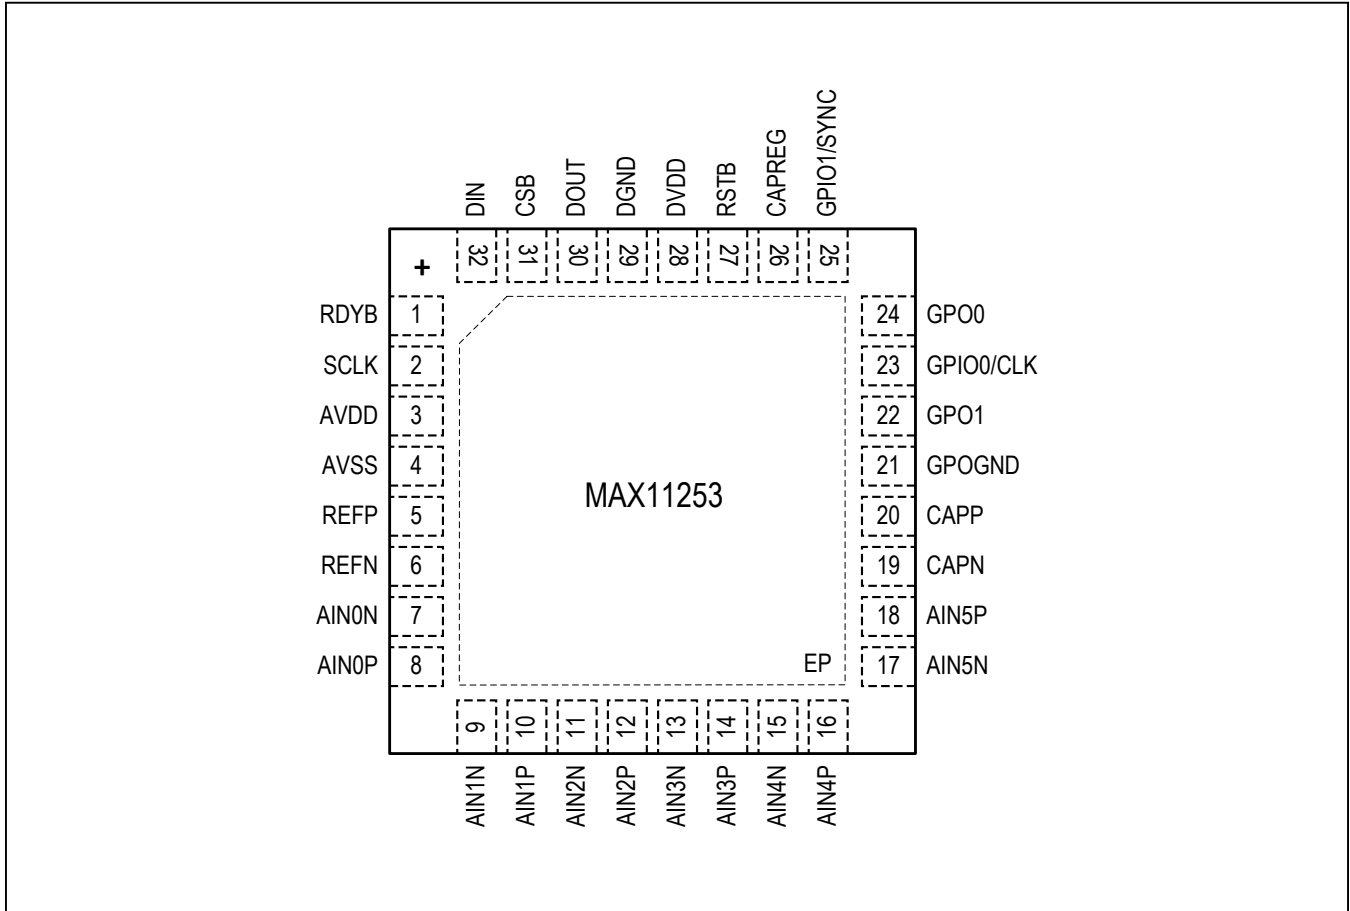 DIN CSB DOUT DGND DVDD RSTB CAPREG GPIO1/SYNC
+ 32 31 30 29 28 27 26 25
RDYB 1 24 GPO0
SCLK 2 23 GPIO0/CLK
AVDD 3 22 GPO1
AVSS 4 21 GPOGND
MAX11253
REFP 5 20 CAPP
REFN 6 19 CAPN
AIN0N 7 18 AIN5P
AIN0P 8 EP 17 AIN5N
9 10 11 12 13 14 15 16
AIN1N AIN1P AIN2N AIN2P AIN3N AIN3P AIN4N AIN4P